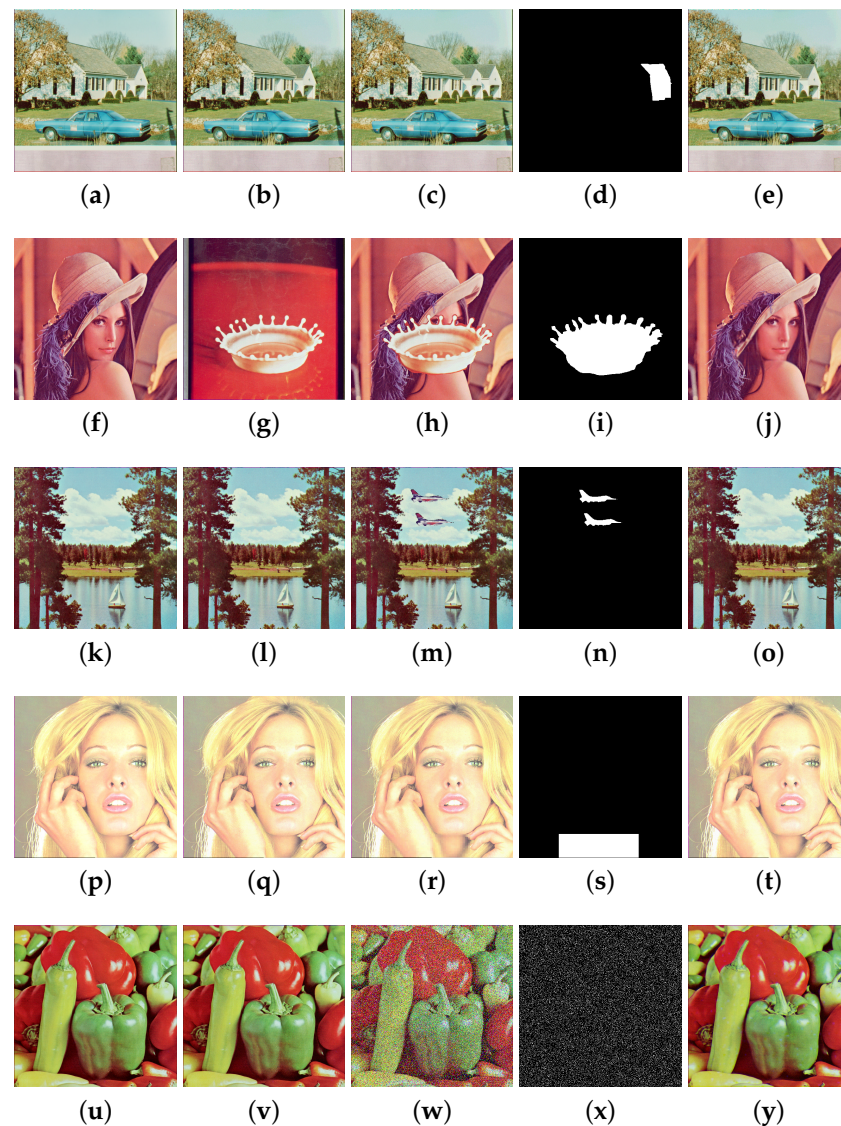 (a) (b) (c) (d) (e)
(f) (g) (h) (i) (j)
(k) (l) (m) (n) (o)
(p) (q) (r) (s) (t)
(u) (v) (w) (x) (y)